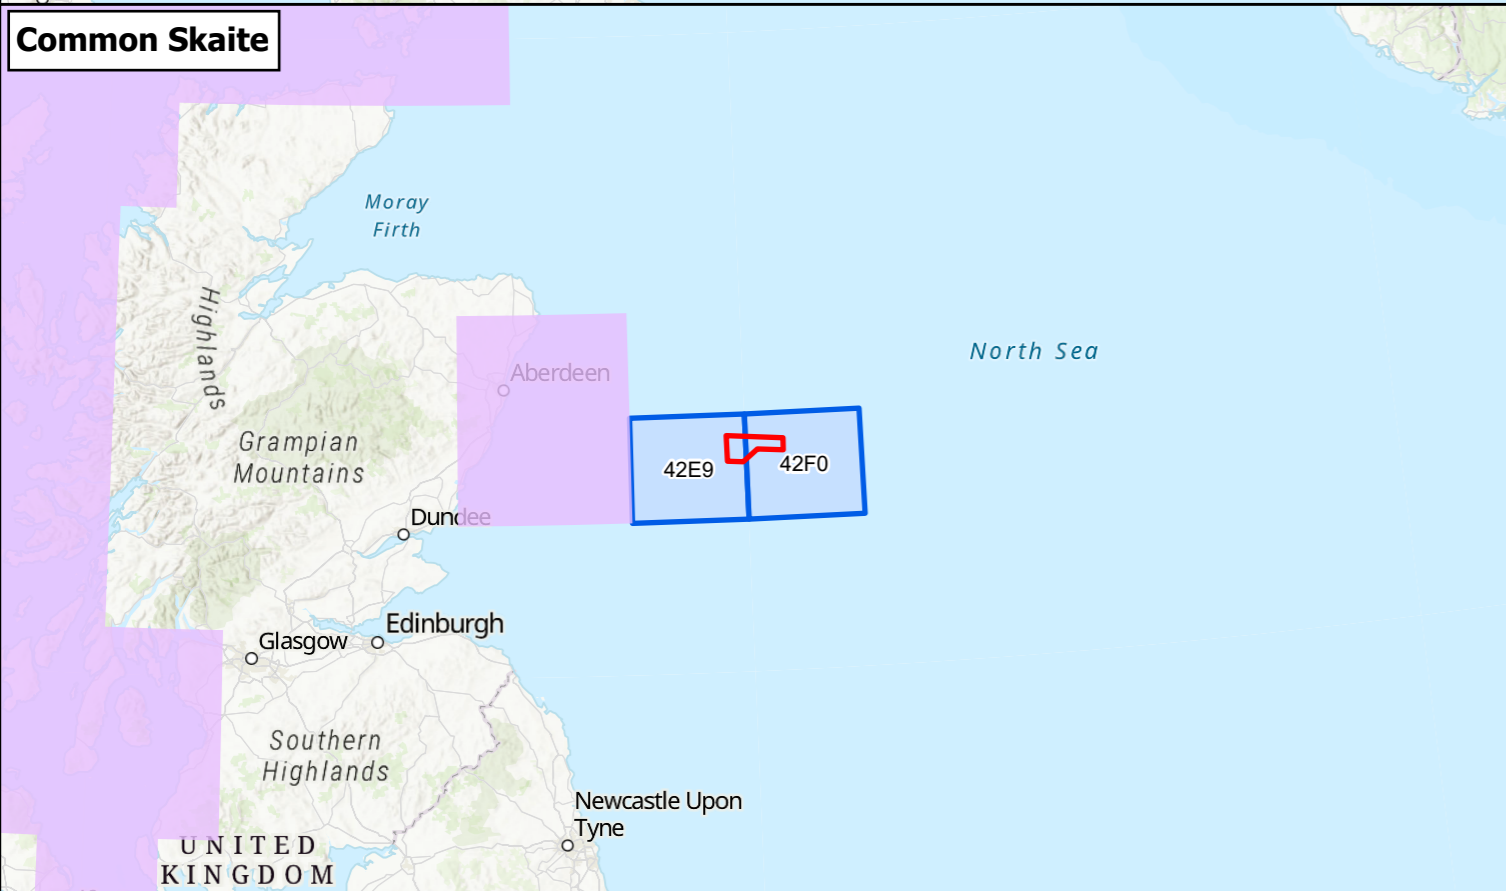 Common Skaite
Moray
Firth
Highlands
North Sea
Aberdeen
Grampian
Mountains
42E9
42F0
Dundee
Edinburgh
Glasgow
Southern
Highlands
Newcastle Upon
Tyne
UNITED
KINGDOM